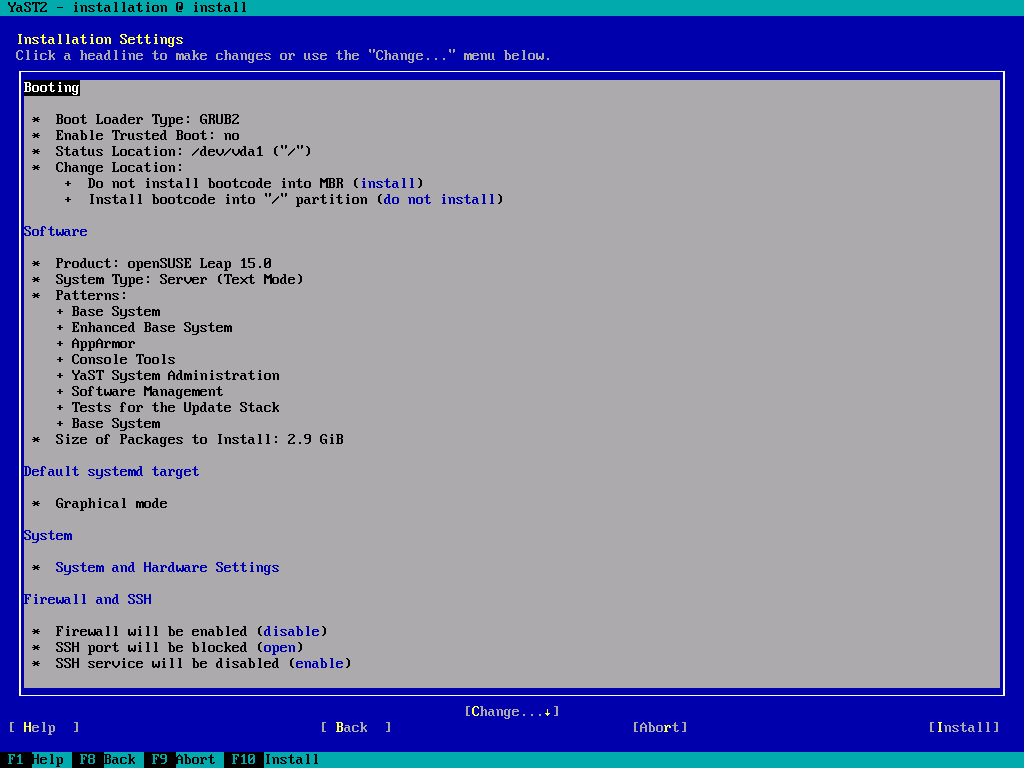 YaST2 - installation @ install
Installation Settings
Click a headline to make changes or use the "Change..." menu below.
Booting
* Boot Loader Type: GRUB2
* Enable Trusted Boot: no
* Status Location: /dev/vda1 ("/")
* Change Location:
+ Do not install bootcode into MBR (install)
+ Install bootcode into "/" partition (do not install)
Software
* Product: openSUSE Leap 15.0
* System Type: Server (Text Mode)
* Patterns:
+ Base System
+ Enhanced Base System
+ AppArmor
+ Console Tools
+ YaST System Administration
+ Software Management
+ Tests for the Update Stack
+ Base System
* Size of Packages to Install: 2.9 GiB
Default systemd target
* Graphical mode
System
* System and Hardware Settings
Firewall and SSH
* Firewall will be enabled (disable)
* SSH port will be blocked (open)
* SSH service will be disabled (enable)
[Change...↓]
[ Help ] [ Back ] [Abort] [Install]
F1 Help F8 Back F9 Abort F10 Install